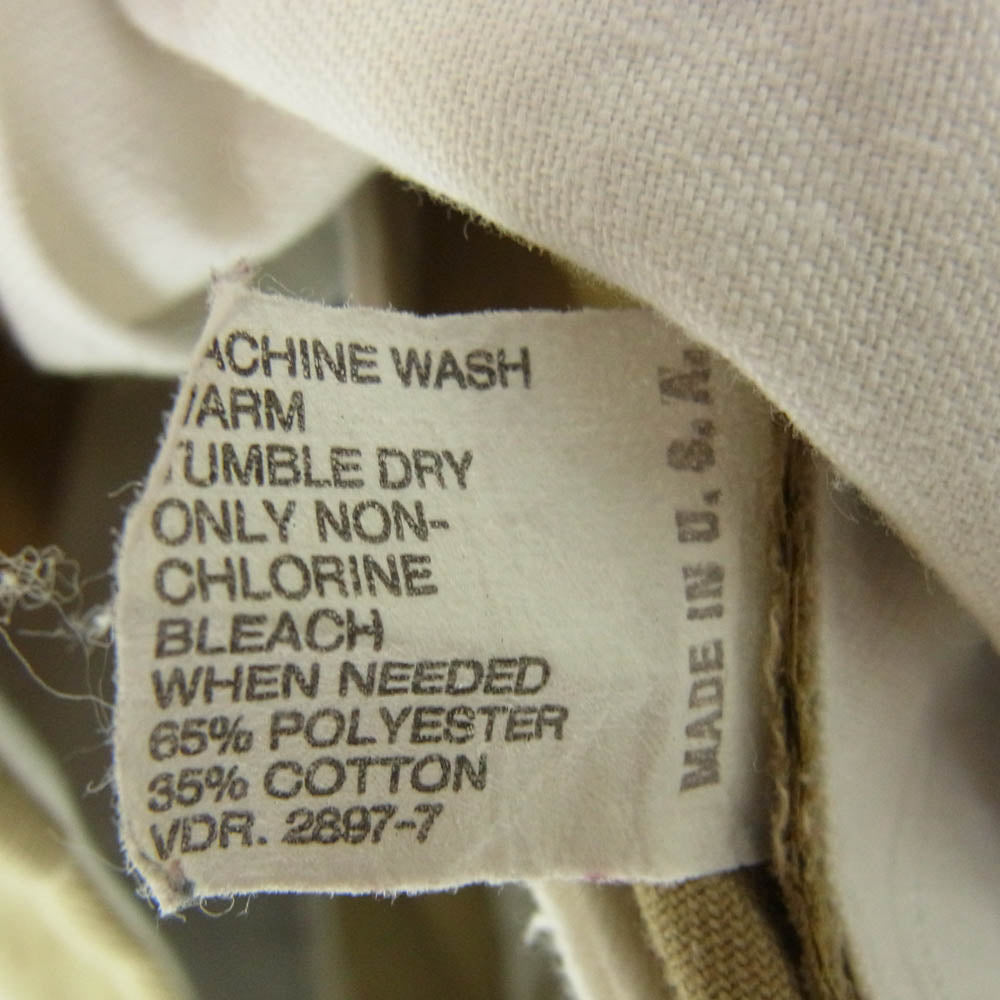 ACHINE WASH
ARM
TUMBLE DRY
ONLY NON-
CHLORINE
BLEACH
WHEN NEEDED
65% POLYESTER
35% COTTON
VDR. 2897-7
MADE IN U.S.A.